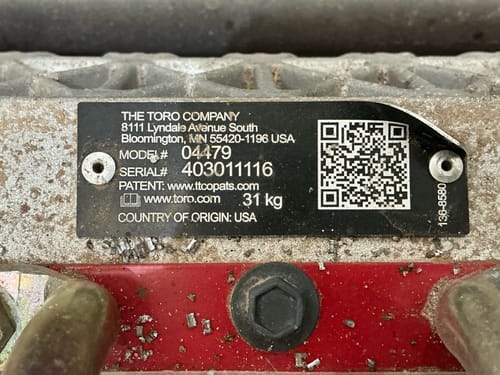 THE TORO COMPANY
8111 Lyndale Avenue South
Bloomington, MN 55420-1196 USA
MODEL# 04479
SERIAL# 403011116
PATENT: www.ttcopats.com
www.toro.com 31 kg
COUNTRY OF ORIGIN: USA
136-8580